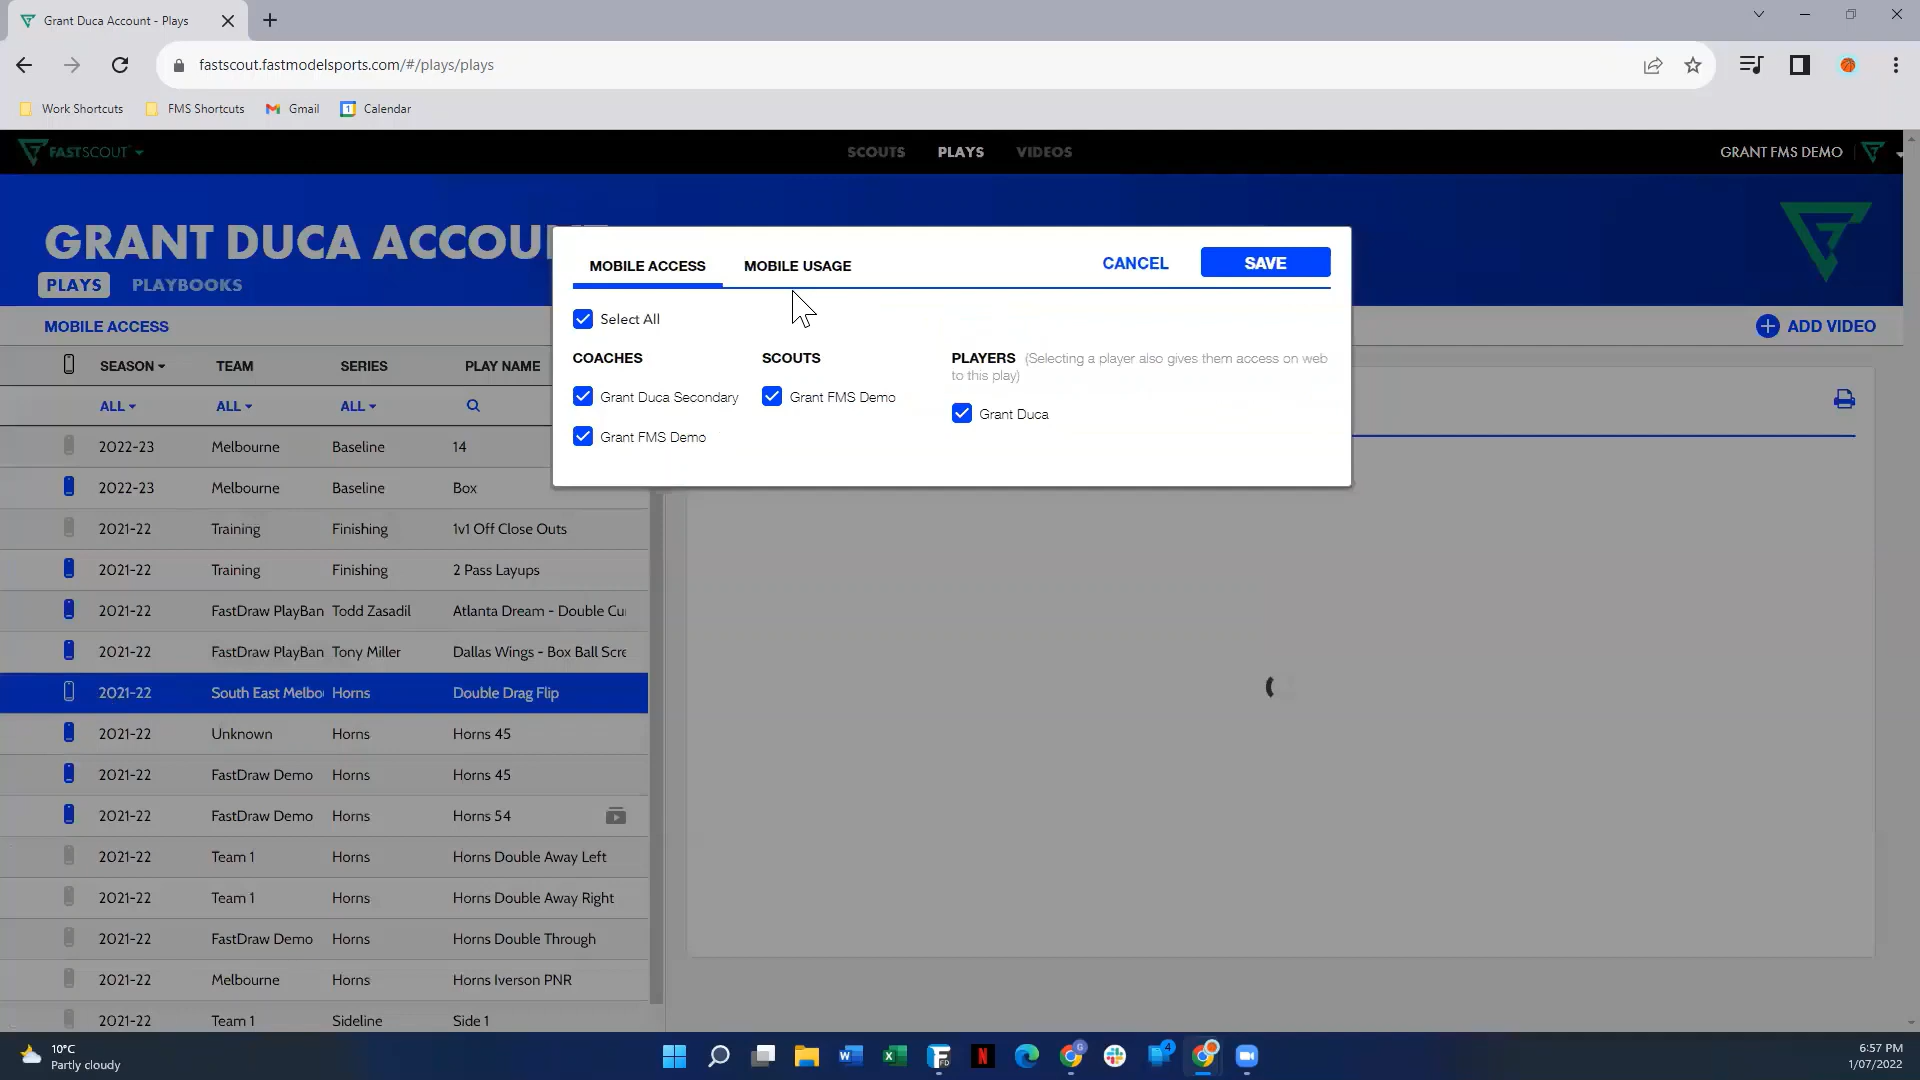 Grant Duca Account - Plays
fastscout.fastmodelsports.com/#/plays/plays
Work Shortcuts FMS Shortcuts Gmail Calendar
FASTSCOUT SCOUTS PLAYS VIDEOS GRANT FMS DEMO
GRANT DUCA ACCOU
PLAYS PLAYBOOKS
MOBILE ACCESS MOBILE USAGE CANCEL SAVE
Select All
COACHES SCOUTS PLAYERS (Selecting a player also gives them access on web
to this play)
Grant Duca Secondary Grant FMS Demo Grant Duca
Grant FMS Demo
MOBILE ACCESS ADD VIDEO
SEASON TEAM SERIES PLAY NAME
ALL ALL ALL
2022-23 Melbourne Baseline 14
2022-23 Melbourne Baseline Box
2021-22 Training Finishing 1v1 Off Close Outs
2021-22 Training Finishing 2 Pass Layups
2021-22 FastDraw PlayBan Todd Zasadil Atlanta Dream - Double Cu
2021-22 FastDraw PlayBan Tony Miller Dallas Wings - Box Ball Scre
2021-22 South East Melbo Horns Double Drag Flip
2021-22 Unknown Horns Horns 45
2021-22 FastDraw Demo Horns Horns 45
2021-22 FastDraw Demo Horns Horns 54
2021-22 Team 1 Horns Horns Double Away Left
2021-22 Team 1 Horns Horns Double Away Right
2021-22 FastDraw Demo Horns Horns Double Through
2021-22 Melbourne Horns Horns Iverson PNR
2021-22 Team 1 Sideline Side 1
10°C
Partly cloudy
4
6:57 PM
1/07/2022